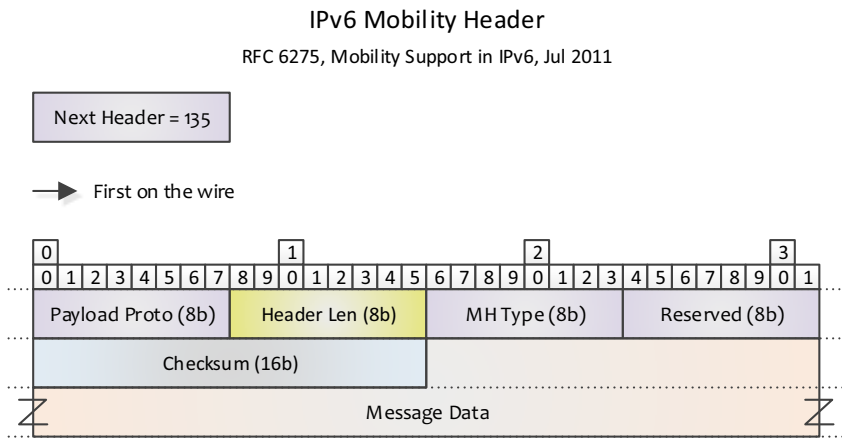 IPv6 Mobility Header
RFC 6275, Mobility Support in IPv6, Jul 2011
Next Header = 135
First on the wire
0 1 2 3
0 1 2 3 4 5 6 7 8 9 0 1 2 3 4 5 6 7 8 9 0 1 2 3 4 5 6 7 8 9 0 1
Payload Proto (8b) Header Len (8b) MH Type (8b) Reserved (8b)
Checksum (16b)
Message Data